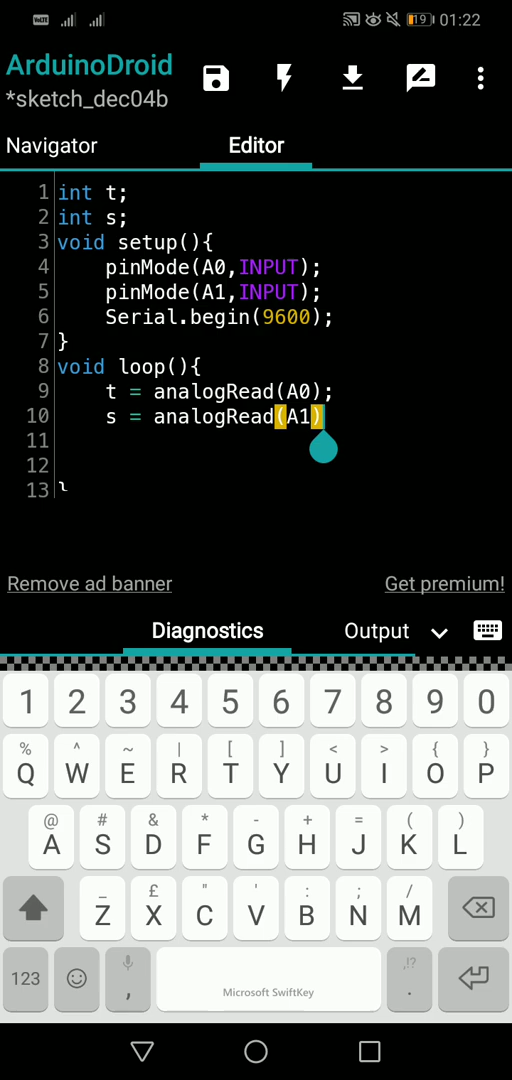 VoLTE 19 01:22
ArduinoDroid
*sketch_dec04b
Navigator Editor
1 int t;
2 int s;
3 void setup(){
4     pinMode(A0,INPUT);
5     pinMode(A1,INPUT);
6     Serial.begin(9600);
7 }
8 void loop(){
9     t = analogRead(A0);
10     s = analogRead(A1)
11
12
13 }
Remove ad banner Get premium!
Diagnostics Output
1 2 3 4 5 6 7 8 9 0
% ^ ~ | [ ] < > { }
Q W E R T Y U I O P
@ # & * - + = ( )
A S D F G H J K L
_ £ " ' : ; /
Z X C V B N M
,!?
123 , Microsoft SwiftKey .